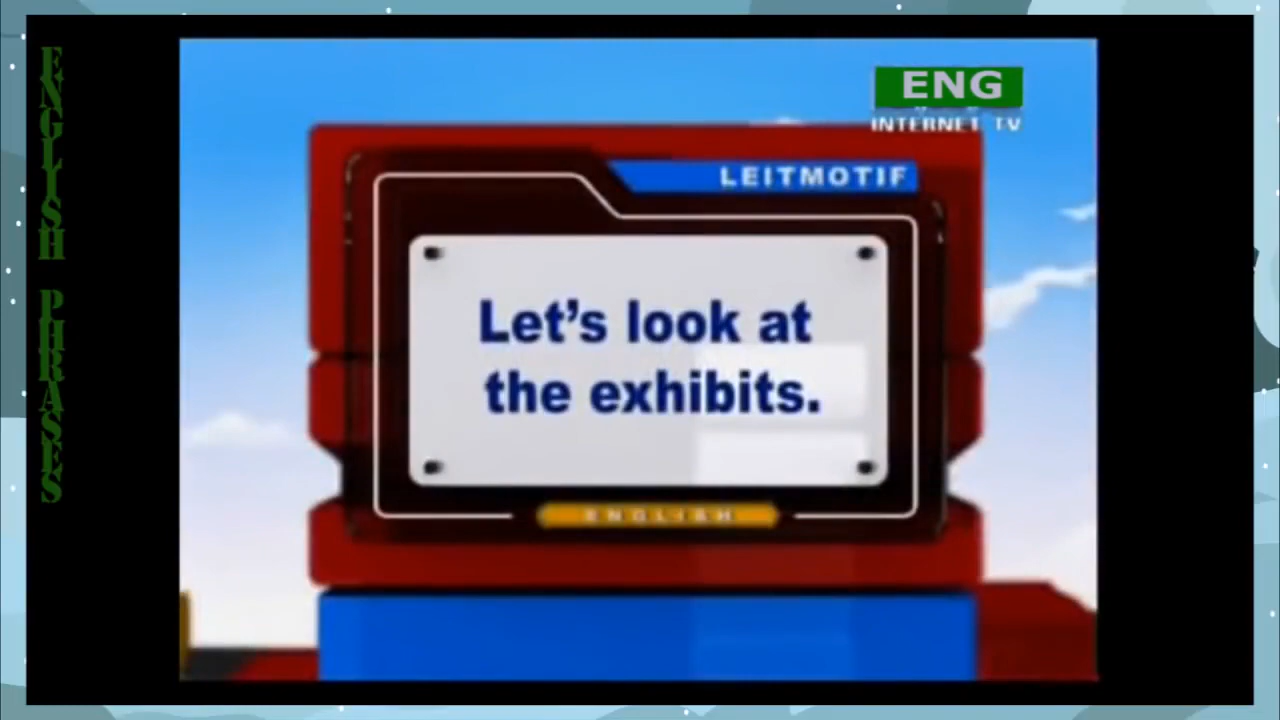 ENGLISH PHRASES
ENG
INTERNET TV
LEITMOTIF
Let's look at
the exhibits.
ENGLISH